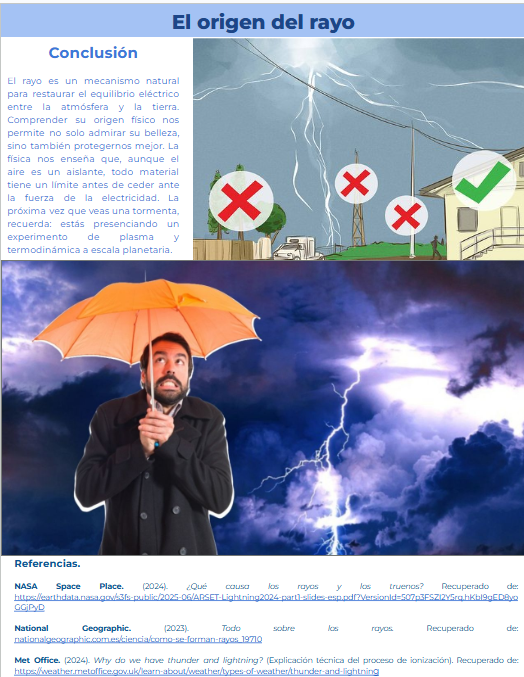 El origen del rayo
Conclusión
El rayo es un mecanismo natural
para restaurar el equilibrio eléctrico
entre la atmósfera y la tierra.
Comprender su origen físico nos
permite no solo admirar su belleza,
sino también protegernos mejor. La
física nos enseña que, aunque el
aire es un aislante, todo material
tiene un límite antes de ceder ante
la fuerza de la electricidad. La
próxima vez que veas una tormenta,
recuerda: estás presenciando un
experimento de plasma y
termodinámica a escala planetaria.
Referencias.
NASA Space Place. (2024). ¿Qué causa los rayos y los truenos? Recuperado de:
https://earthdata.nasa.gov/s3fs-public/2025-06/ARSET-Lightning2024-part1-slides-esp.pdf?VersionId=507p3FSZI2Y5rq.hKbI9gED8yo
GGjPyD
National Geographic. (2023). Todo sobre los rayos. Recuperado de:
nationalgeographic.com.es/ciencia/como-se-forman-rayos_19710
Met Office. (2024). Why do we have thunder and lightning? (Explicación técnica del proceso de ionización). Recuperado de:
https://weather.metoffice.gov.uk/learn-about/weather/types-of-weather/thunder-and-lightning